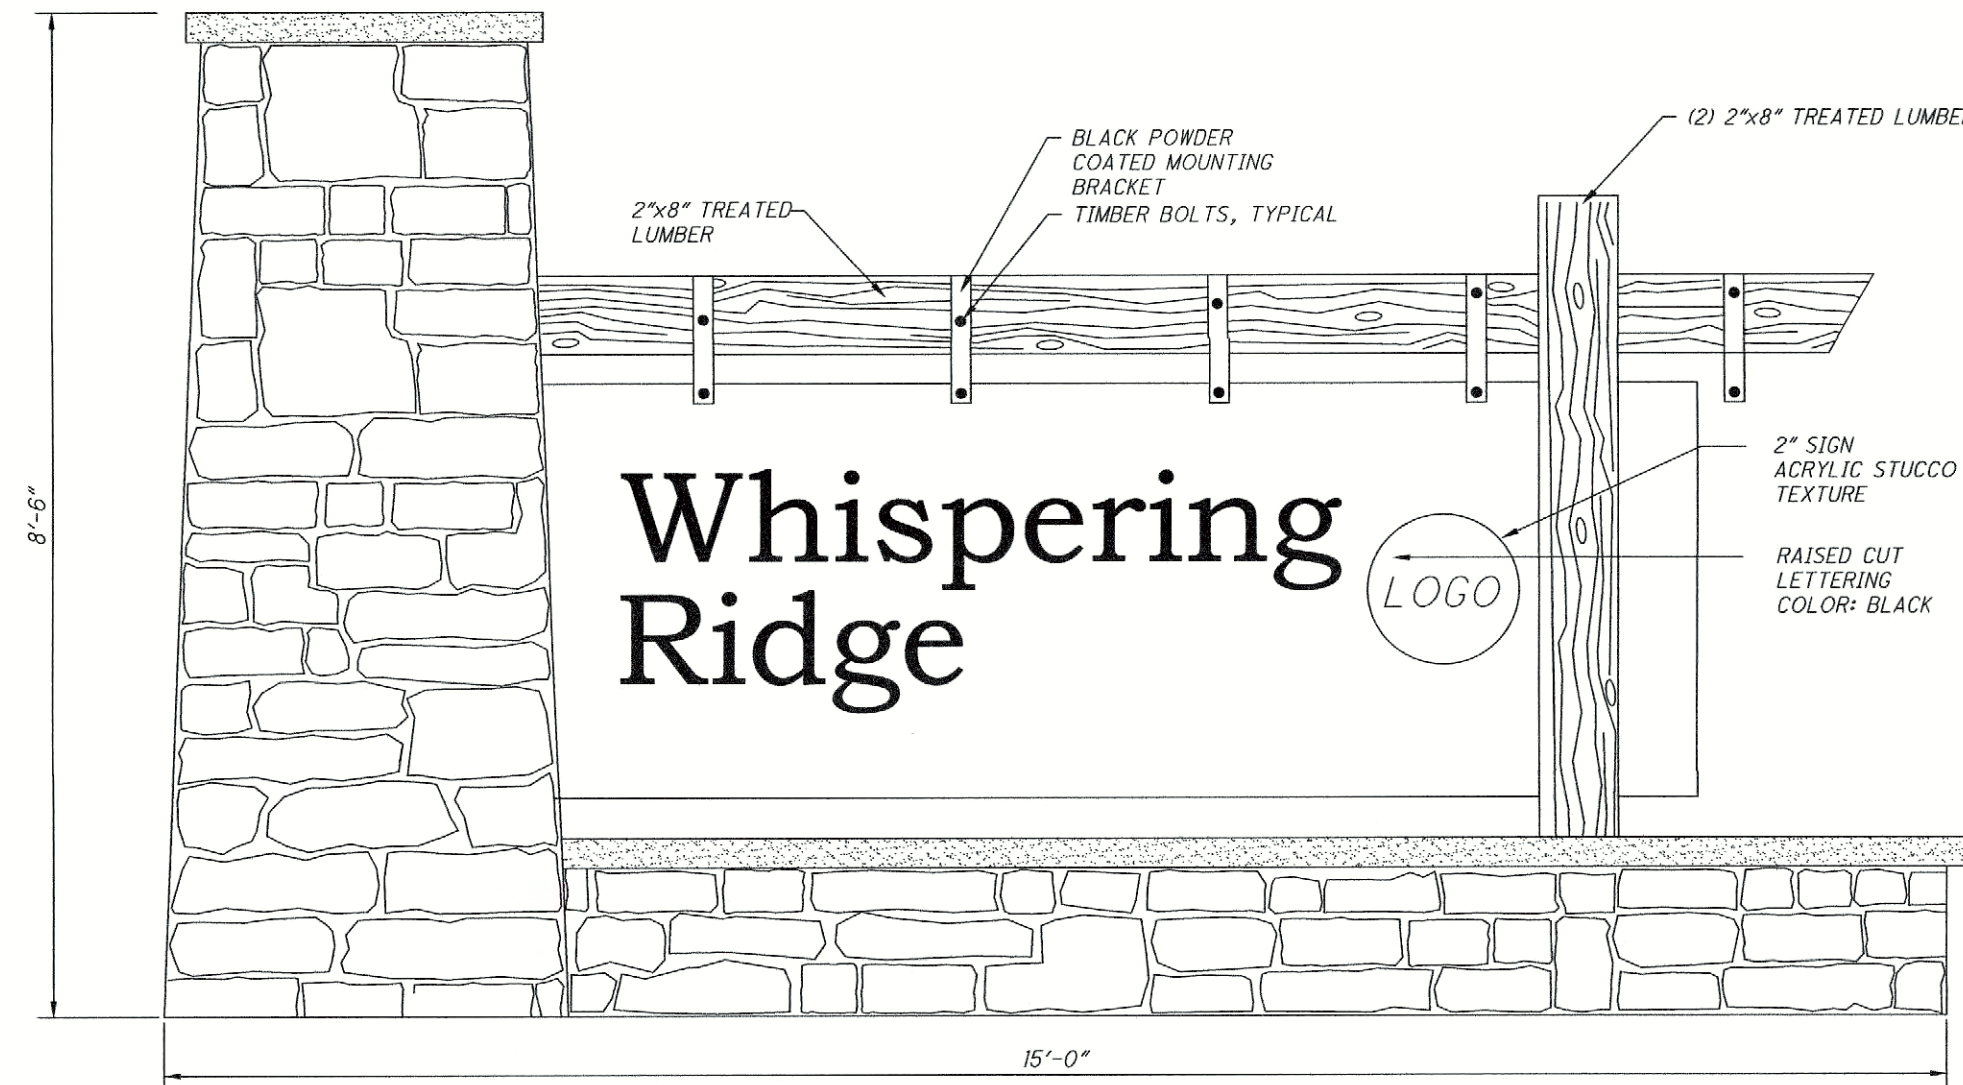 (2) 2"x8" TREATED
BLACK POWDER
COATED MOUNTING
BRACKET
TIMBER BOLTS, TYPICAL
2"x8" TREATED
LUMBER
8'-6"
Whispering
Ridge
LOGO
2" SIGN
ACRYLIC STUCCO
TEXTURE
RAISED CUT
LETTERING
COLOR: BLACK
15'-0"